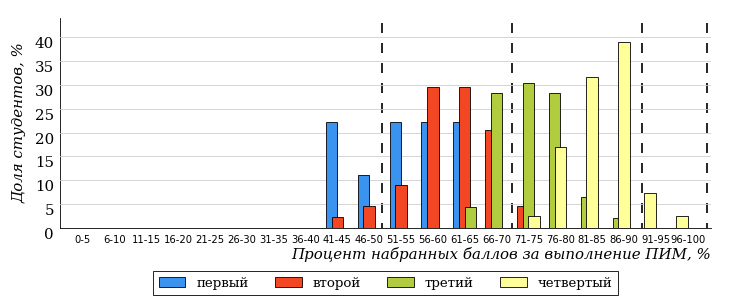 Доля студентов, %
40
35
30
25
20
15
10
5
0
0-5 6-10 11-15 16-20 21-25 26-30 31-35 36-40 41-45 46-50 51-55 56-60 61-65 66-70 71-75 76-80 81-85 86-90 91-95 96-100
Процент набранных баллов за выполнение ПИМ, %
первый второй третий четвертый